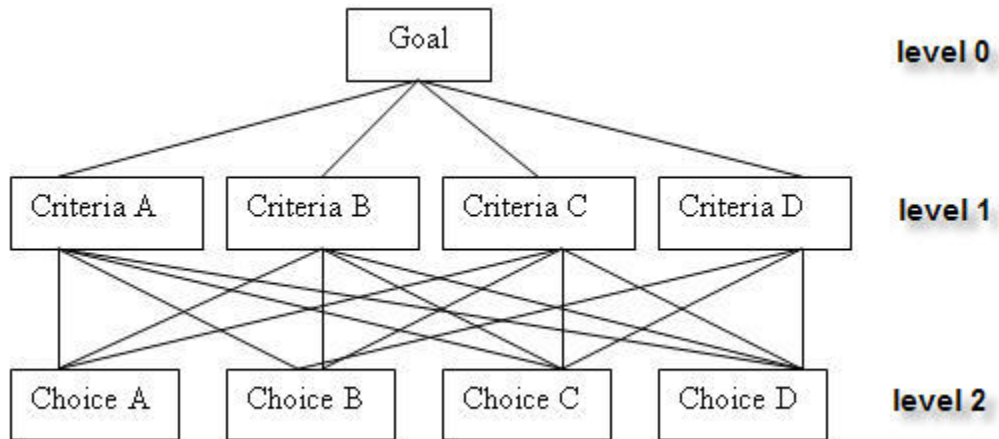 Goal
level 0
Criteria A
Criteria B
Criteria C
Criteria D
level 1
Choice A
Choice B
Choice C
Choice D
level 2